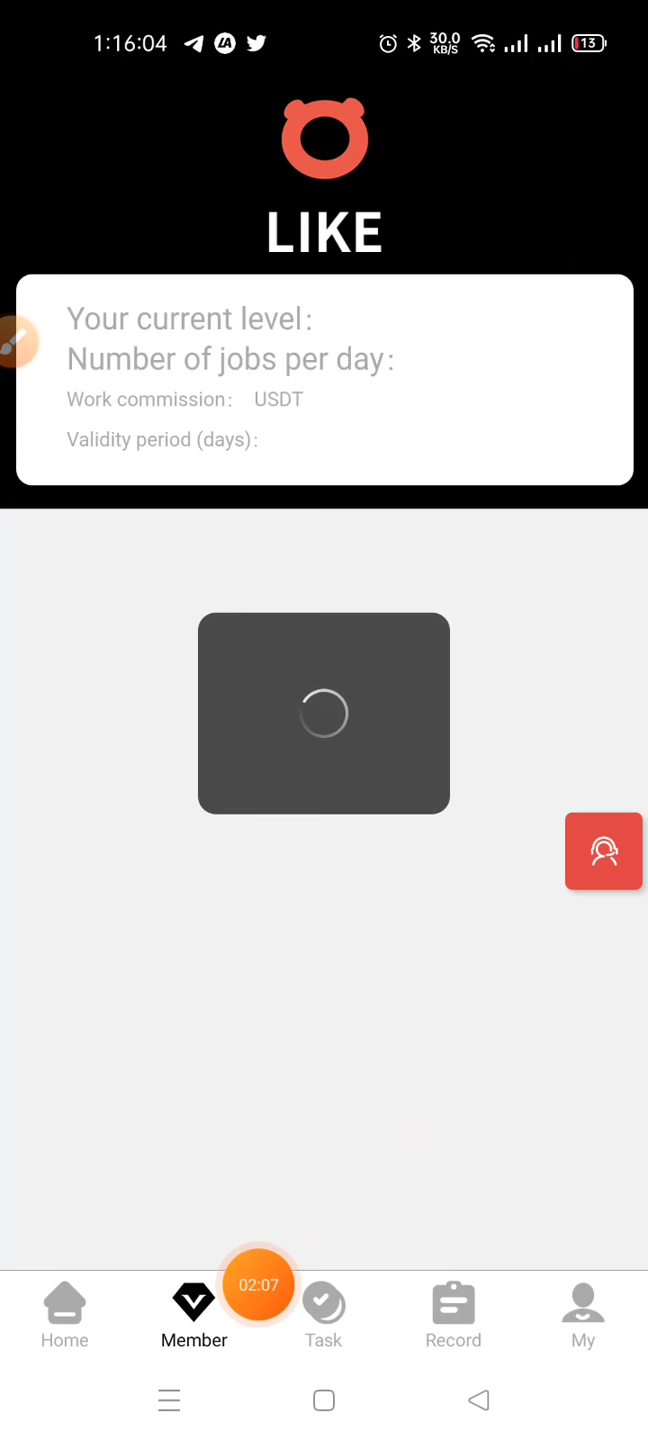 1:16:04
30.0
KB/S
13
LIKE
Your current level:
Number of jobs per day:
Work commission: USDT
Validity period (days):
02:07
Home
Member
Task
Record
My